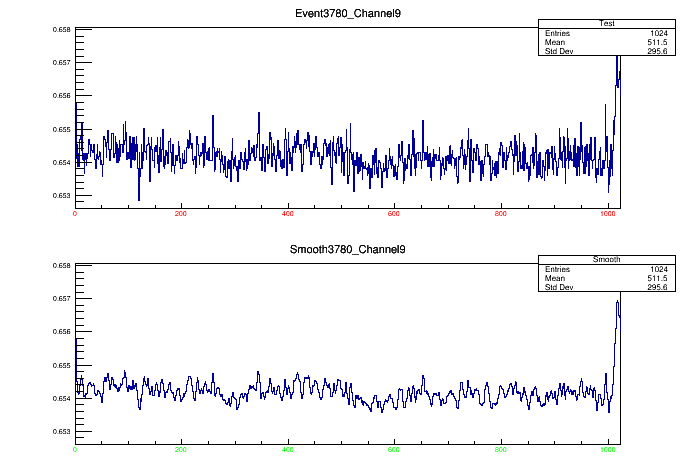 Event3780_Channel9
Test
Entries 1024
Mean 511.5
Std Dev 295.6
0.658
0.657
0.656
0.655
0.654
0.653
0 200 400 600 800 1000
Smooth3780_Channel9
Smooth
Entries 1024
Mean 511.5
Std Dev 295.6
0.658
0.657
0.656
0.655
0.654
0.653
0 200 400 600 800 1000